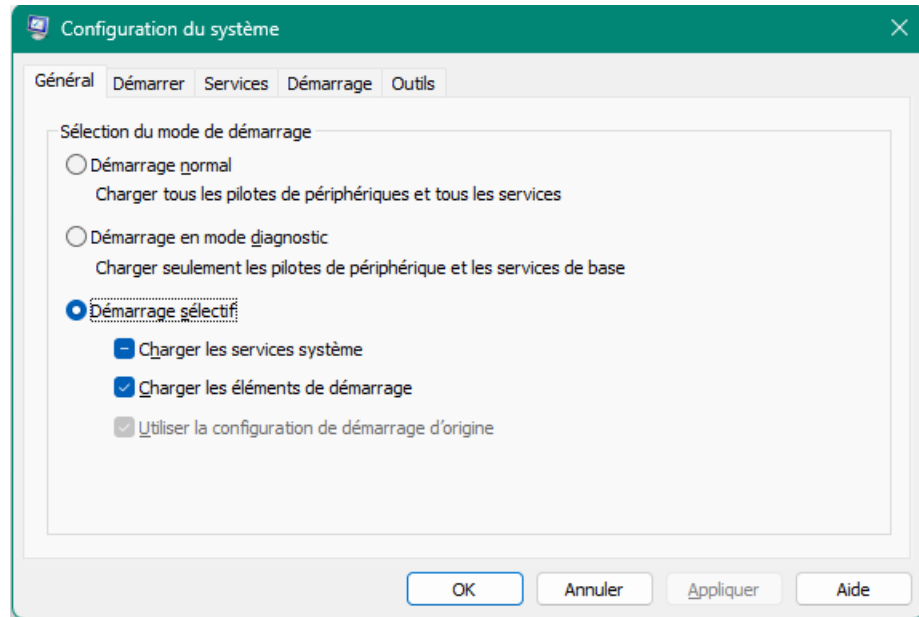 Configuration du système
Général Démarrer Services Démarrage Outils
Sélection du mode de démarrage
Démarrage normal
Charger tous les pilotes de périphériques et tous les services
Démarrage en mode diagnostic
Charger seulement les pilotes de périphérique et les services de base
Démarrage sélectif
Charger les services système
Charger les éléments de démarrage
Utiliser la configuration de démarrage d'origine
OK Annuler Appliquer Aide